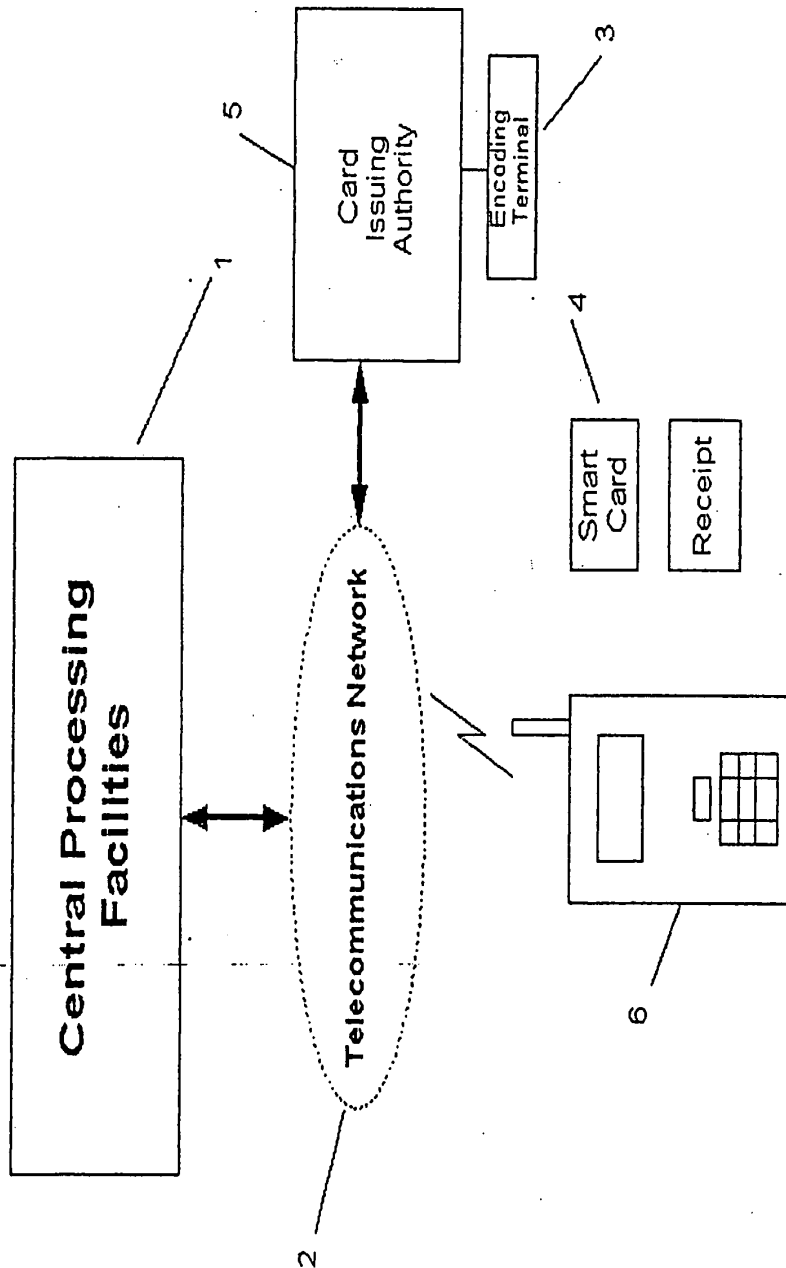 Central Processing
Facilities
1
2
Telecommunications Network
5
Card
Issuing
Authority
Encoding
Terminal
3
4
Smart
Card
Receipt
6